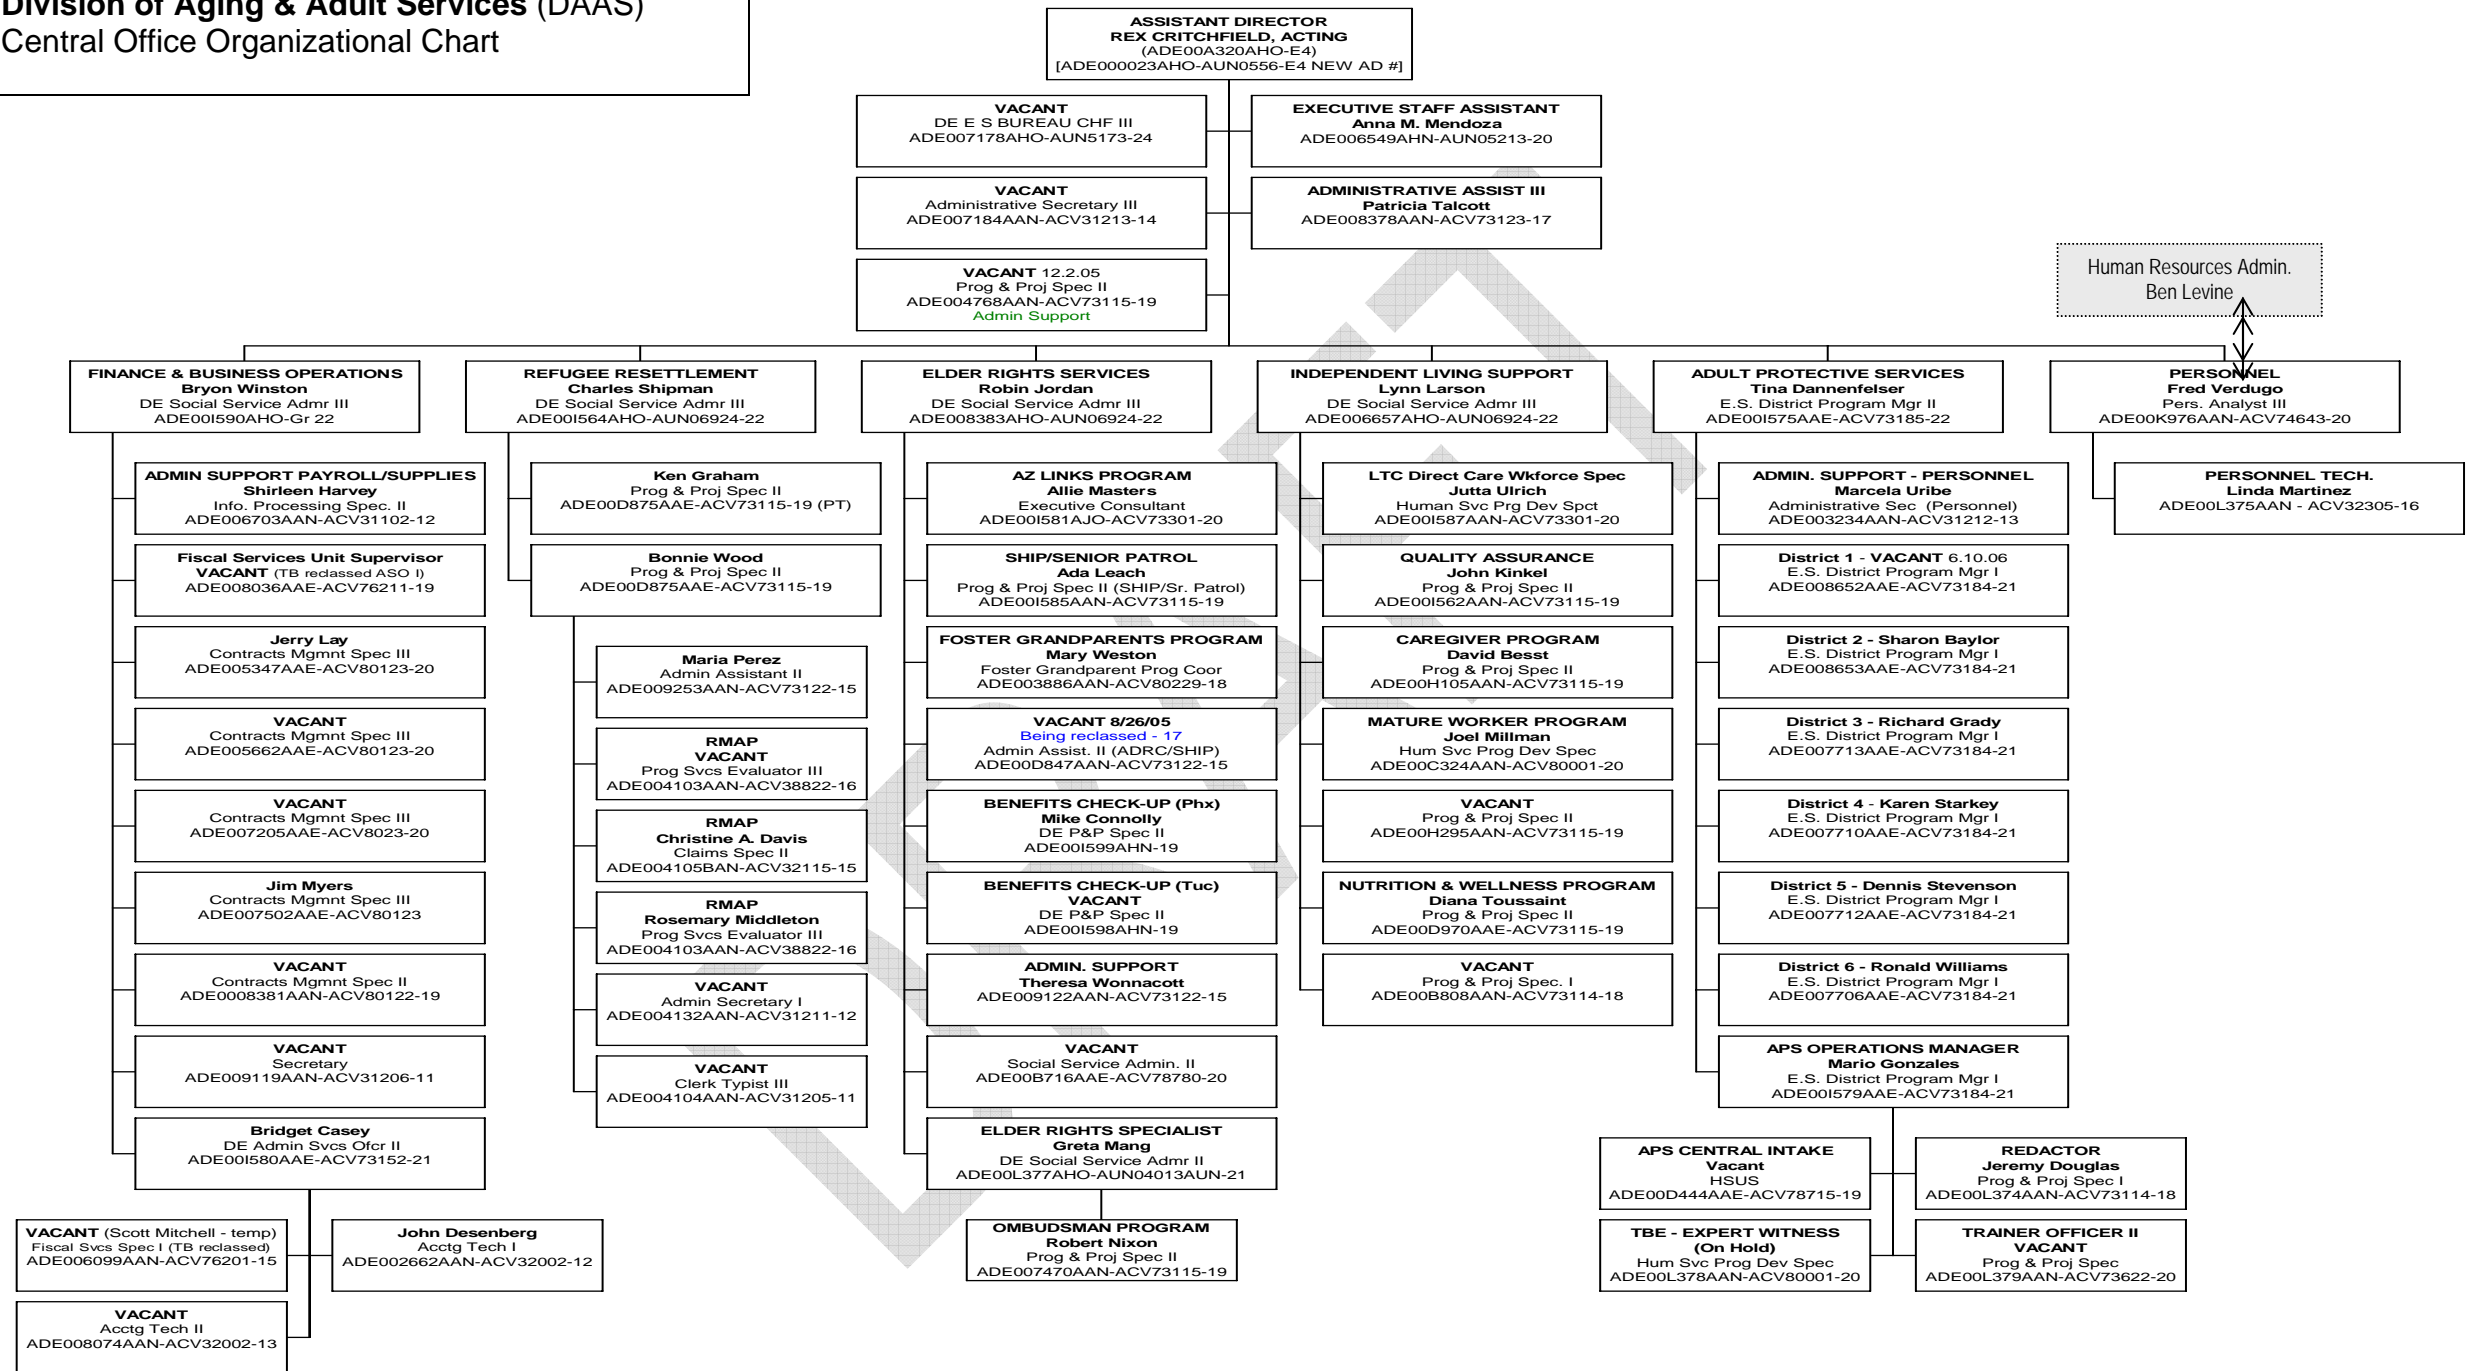 Division of Aging & Adult Services (DAAS)
Central Office Organizational Chart
ASSISTANT DIRECTOR
REX CRITCHFIELD, ACTING
(ADE00A320AHO-E4)
[ADE000023AHO-AUN0556-E4 NEW AD #]
VACANT
DE E S BUREAU CHF III
ADE007178AHO-AUN5173-24
EXECUTIVE STAFF ASSISTANT
Anna M. Mendoza
ADE006549AHN-AUN05213-20
VACANT
Administrative Secretary III
ADE007184AAN-ACV31213-14
ADMINISTRATIVE ASSIST III
Patricia Talcott
ADE008378AAN-ACV73123-17
VACANT 12.2.05
Prog & Proj Spec II
ADE004768AAN-ACV73115-19
Admin Support
Human Resources Admin.
Ben Levine
FINANCE & BUSINESS OPERATIONS
Bryon Winston
DE Social Service Admr III
ADE00I590AHO-Gr 22
ADMIN SUPPORT PAYROLL/SUPPLIES
Shirleen Harvey
Info. Processing Spec. II
ADE006703AAN-ACV31102-12
Fiscal Services Unit Supervisor
VACANT (TB reclassed ASO I)
ADE008036AAE-ACV76211-19
Jerry Lay
Contracts Mgmnt Spec III
ADE005347AAE-ACV80123-20
VACANT
Contracts Mgmnt Spec III
ADE005662AAE-ACV80123-20
VACANT
Contracts Mgmnt Spec III
ADE007205AAE-ACV8023-20
Jim Myers
Contracts Mgmnt Spec III
ADE007502AAE-ACV80123
VACANT
Contracts Mgmnt Spec II
ADE0008381AAN-ACV80122-19
VACANT
Secretary
ADE009119AAN-ACV31206-11
Bridget Casey
DE Admin Svcs Ofcr II
ADE00I580AAE-ACV73152-21
VACANT (Scott Mitchell - temp)
Fiscal Svcs Spec I (TB reclassed)
ADE006099AAN-ACV76201-15
John Desenberg
Acctg Tech I
ADE002662AAN-ACV32002-12
VACANT
Acctg Tech II
ADE008074AAN-ACV32002-13
REFUGEE RESETTLEMENT
Charles Shipman
DE Social Service Admr III
ADE00I564AHO-AUN06924-22
Ken Graham
Prog & Proj Spec II
ADE00D875AAE-ACV73115-19 (PT)
Bonnie Wood
Prog & Proj Spec II
ADE00D875AAE-ACV73115-19
Maria Perez
Admin Assistant II
ADE009253AAN-ACV73122-15
RMAP
VACANT
Prog Svcs Evaluator III
ADE004103AAN-ACV38822-16
RMAP
Christine A. Davis
Claims Spec II
ADE004105BAN-ACV32115-15
RMAP
Rosemary Middleton
Prog Svcs Evaluator III
ADE004103AAN-ACV38822-16
VACANT
Admin Secretary I
ADE004132AAN-ACV31211-12
VACANT
Clerk Typist III
ADE004104AAN-ACV31205-11
ELDER RIGHTS SERVICES
Robin Jordan
DE Social Service Admr III
ADE008383AHO-AUN06924-22
AZ LINKS PROGRAM
Allie Masters
Executive Consultant
ADE00I581AJO-ACV73301-20
SHIP/SENIOR PATROL
Ada Leach
Prog & Proj Spec II (SHIP/Sr. Patrol)
ADE00I585AAN-ACV73115-19
FOSTER GRANDPARENTS PROGRAM
Mary Weston
Foster Grandparent Prog Coor
ADE003886AAN-ACV80229-18
VACANT 8/26/05
Being reclassed - 17
Admin Assist. II (ADRC/SHIP)
ADE00D847AAN-ACV73122-15
BENEFITS CHECK-UP (Phx)
Mike Connolly
DE P&P Spec II
ADE00I599AHN-19
BENEFITS CHECK-UP (Tuc)
VACANT
DE P&P Spec II
ADE00I598AHN-19
ADMIN. SUPPORT
Theresa Wonnacott
ADE009122AAN-ACV73122-15
VACANT
Social Service Admin. II
ADE00B716AAE-ACV78780-20
ELDER RIGHTS SPECIALIST
Greta Mang
DE Social Service Admr II
ADE00L377AHO-AUN04013AUN-21
OMBUDSMAN PROGRAM
Robert Nixon
Prog & Proj Spec II
ADE007470AAN-ACV73115-19
INDEPENDENT LIVING SUPPORT
Lynn Larson
DE Social Service Admr III
ADE006657AHO-AUN06924-22
LTC Direct Care Wkforce Spec
Jutta Ulrich
Human Svc Prg Dev Spct
ADE00I587AAN-ACV73301-20
QUALITY ASSURANCE
John Kinkel
Prog & Proj Spec II
ADE00I562AAN-ACV73115-19
CAREGIVER PROGRAM
David Besst
Prog & Proj Spec II
ADE00H105AAN-ACV73115-19
MATURE WORKER PROGRAM
Joel Millman
Hum Svc Prog Dev Spec
ADE00C324AAN-ACV80001-20
VACANT
Prog & Proj Spec II
ADE00H295AAN-ACV73115-19
NUTRITION & WELLNESS PROGRAM
Diana Toussaint
Prog & Proj Spec II
ADE00D970AAE-ACV73115-19
VACANT
Prog & Proj Spec. I
ADE00B808AAN-ACV73114-18
ADULT PROTECTIVE SERVICES
Tina Dannenfelser
E.S. District Program Mgr II
ADE00I575AAE-ACV73185-22
ADMIN. SUPPORT - PERSONNEL
Marcela Uribe
Administrative Sec (Personnel)
ADE003234AAN-ACV31212-13
District 1 - VACANT 6.10.06
E.S. District Program Mgr I
ADE008652AAE-ACV73184-21
District 2 - Sharon Baylor
E.S. District Program Mgr I
ADE008653AAE-ACV73184-21
District 3 - Richard Grady
E.S. District Program Mgr I
ADE007713AAE-ACV73184-21
District 4 - Karen Starkey
E.S. District Program Mgr I
ADE007710AAE-ACV73184-21
District 5 - Dennis Stevenson
E.S. District Program Mgr I
ADE007712AAE-ACV73184-21
District 6 - Ronald Williams
E.S. District Program Mgr I
ADE007706AAE-ACV73184-21
APS OPERATIONS MANAGER
Mario Gonzales
E.S. District Program Mgr I
ADE00I579AAE-ACV73184-21
APS CENTRAL INTAKE
Vacant
HSUS
ADE00D444AAE-ACV78715-19
REDACTOR
Jeremy Douglas
Prog & Proj Spec I
ADE00L374AAN-ACV73114-18
TBE - EXPERT WITNESS
(On Hold)
Hum Svc Prog Dev Spec
ADE00L378AAN-ACV80001-20
TRAINER OFFICER II
VACANT
Prog & Proj Spec
ADE00L379AAN-ACV73622-20
PERSONNEL
Fred Verdugo
Pers. Analyst III
ADE00K976AAN-ACV74643-20
PERSONNEL TECH.
Linda Martinez
ADE00L375AAN - ACV32305-16
DRAFT